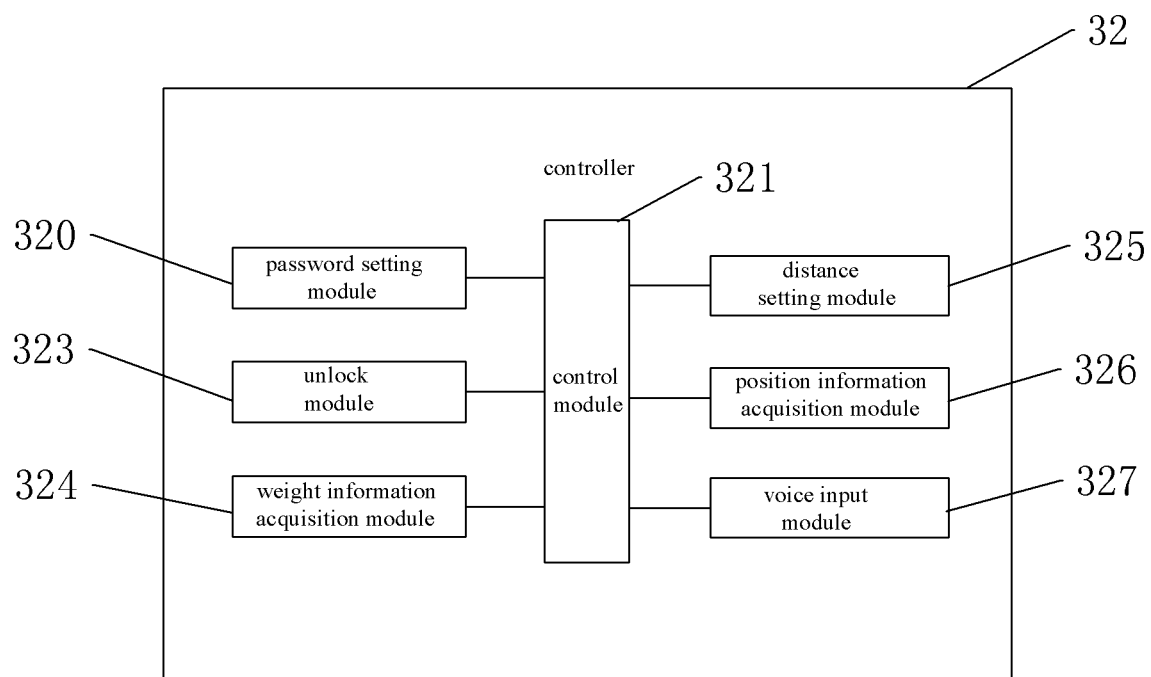 32
controller
321
320
password setting
module
distance
setting module
325
323
unlock
module
control
module
position information
acquisition module
326
324
weight information
acquisition module
voice input
module
327